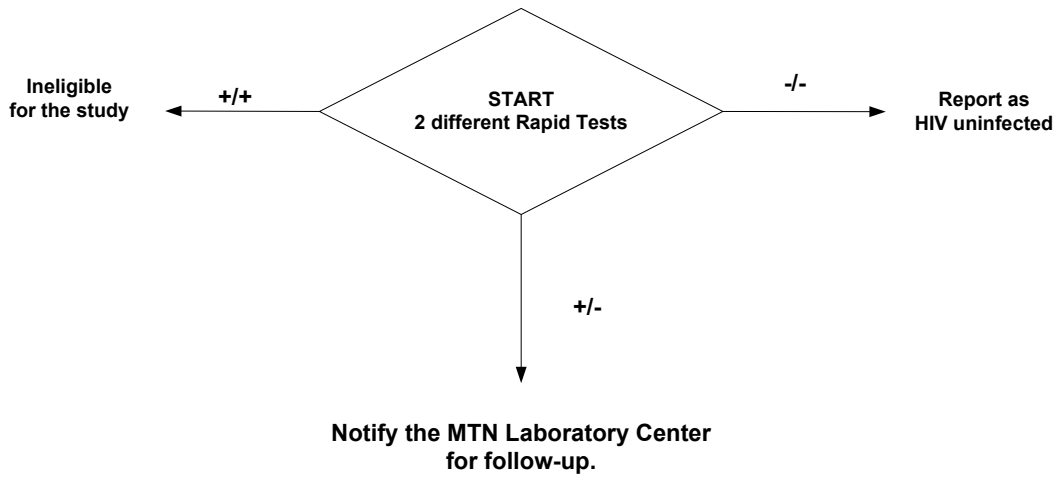 Ineligible
for the study
+/+
START
2 different Rapid Tests
-/-
Report as
HIV uninfected
+/-
Notify the MTN Laboratory Center
for follow-up.